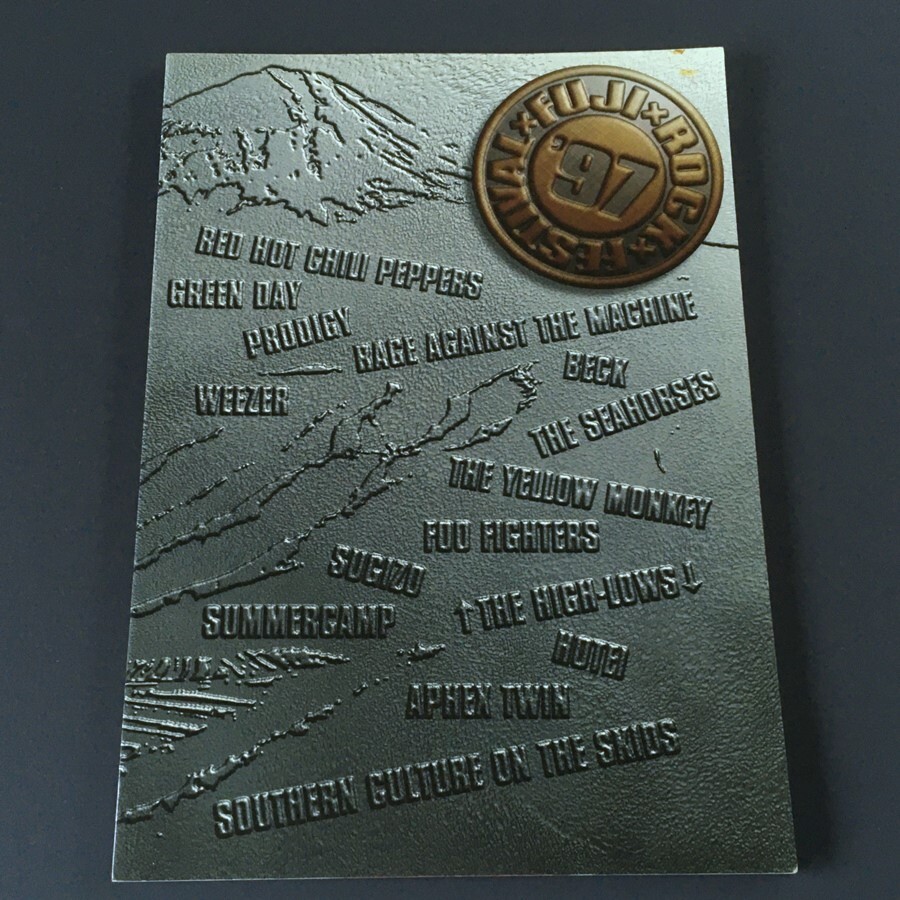 FUJI × ROCK × FESTIVAL ×
'97
RED HOT CHILI PEPPERS
GREEN DAY
PRODIGY
RAGE AGAINST THE MACHINE
BECK
WEEZER
THE SEAHORSES
THE YELLOW MONKEY
FOO FIGHTERS
SUGIZO
↑THE HIGH-LOWS↓
SUMMERCAMP
HOTEI
APHEX TWIN
SOUTHERN CULTURE ON THE SKIDS